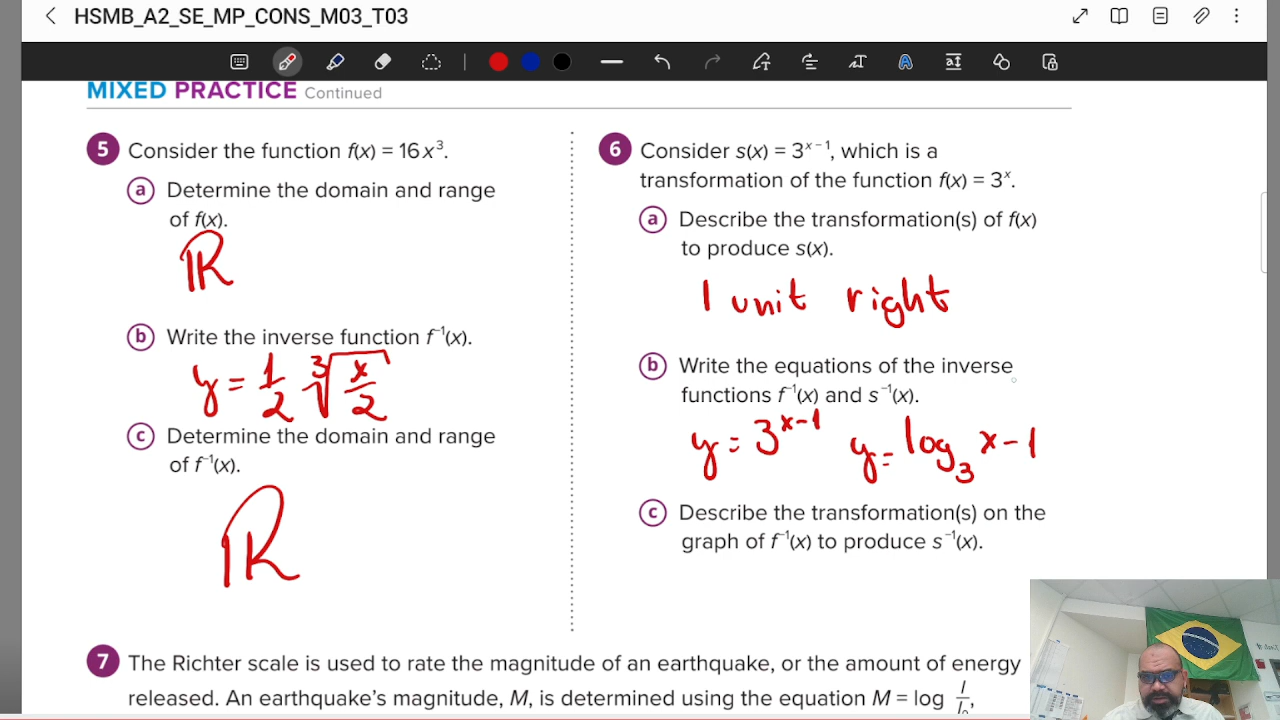 HSMB_A2_SE_MP_CONS_M03_T03
MIXED PRACTICE Continued
5 Consider the function f(x) = 16x³.
a Determine the domain and range
of f(x).
ℝ
b Write the inverse function f⁻¹(x).
y = 1/2 ∛(x/2)
c Determine the domain and range
of f⁻¹(x).
ℝ
6 Consider s(x) = 3ˣ⁻¹, which is a
transformation of the function f(x) = 3ˣ.
a Describe the transformation(s) of f(x)
to produce s(x).
1 unit right
b Write the equations of the inverse
functions f⁻¹(x) and s⁻¹(x).
y = 3ˣ⁻¹ y = log₃ x - 1
c Describe the transformation(s) on the
graph of f⁻¹(x) to produce s⁻¹(x).
7 The Richter scale is used to rate the magnitude of an earthquake, or the amount of energy
released. An earthquake's magnitude, M, is determined using the equation M = log I/I₀,